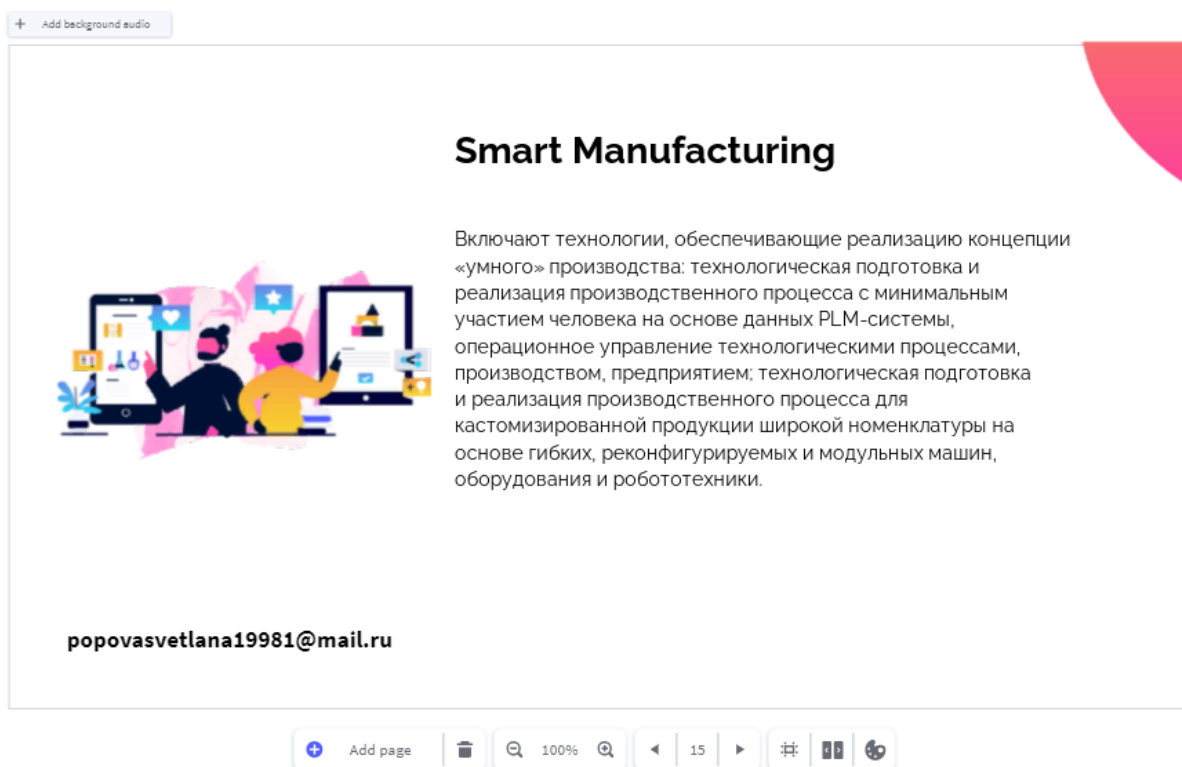 + Add background audio
Smart Manufacturing
Включают технологии, обеспечивающие реализацию концепции
«умного» производства: технологическая подготовка и
реализация производственного процесса с минимальным
участием человека на основе данных PLM-системы,
операционное управление технологическими процессами,
производством, предприятием; технологическая подготовка
и реализация производственного процесса для
кастомизированной продукции широкой номенклатуры на
основе гибких, реконфигурируемых и модульных машин,
оборудования и робототехники.
popovasvetlana19981@mail.ru
Add page 100% 15